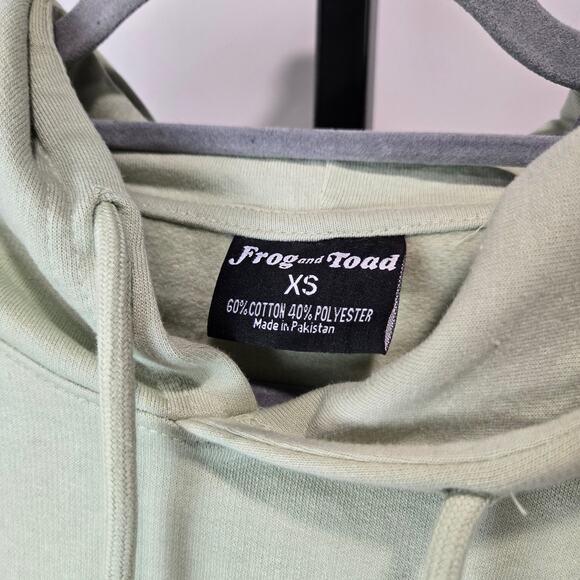 Frog and Toad
XS
60% COTTON 40% POLYESTER
Made in Pakistan